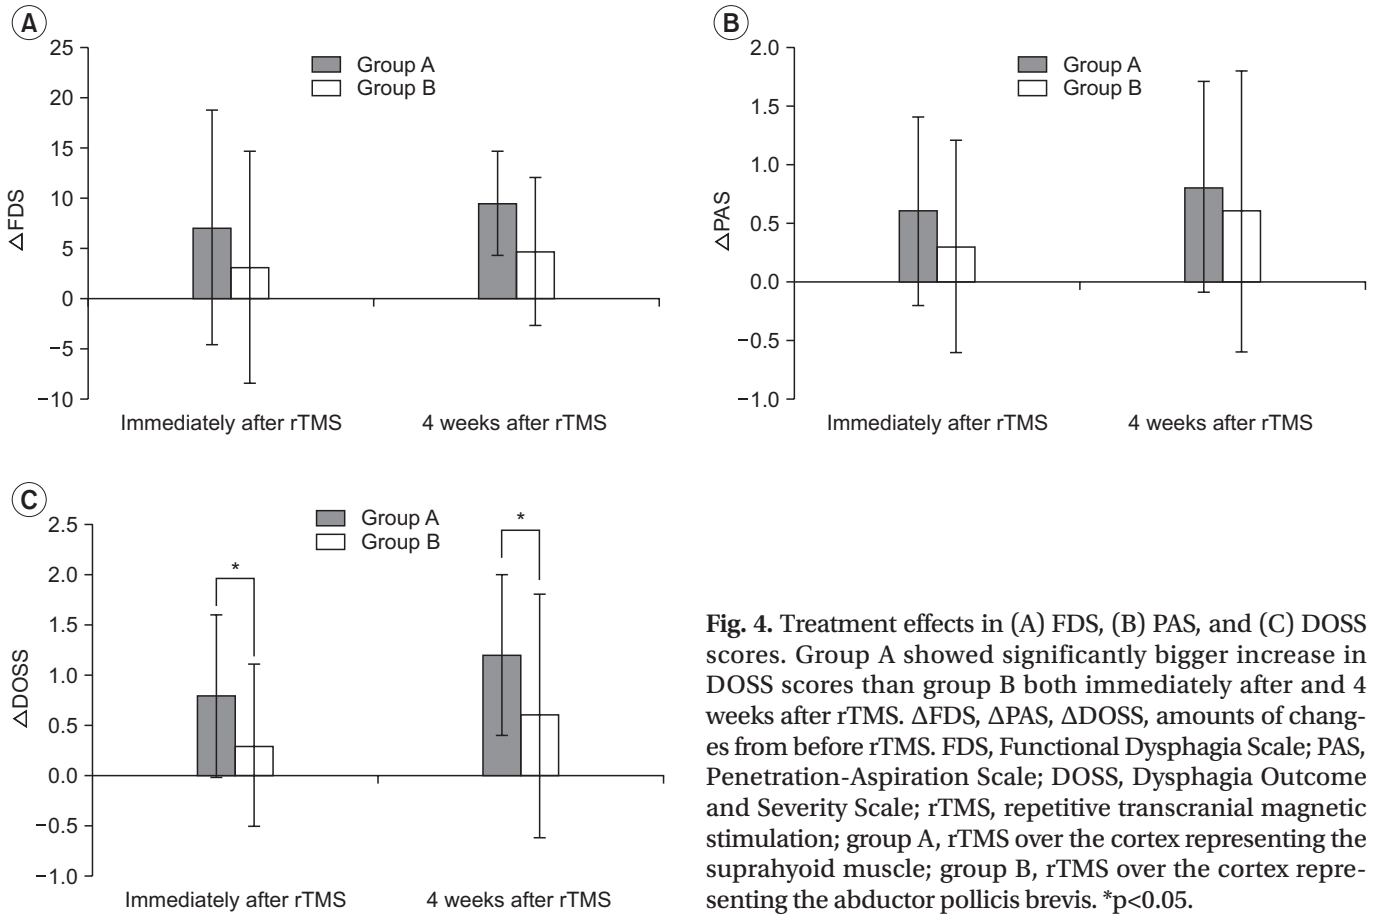 A
25
20
15
10
5
0
−5
−10
△FDS
Group A
Group B
Immediately after rTMS
4 weeks after rTMS
B
2.0
1.5
1.0
0.5
0.0
−0.5
−1.0
△PAS
Group A
Group B
Immediately after rTMS
4 weeks after rTMS
C
2.5
2.0
1.5
1.0
0.5
0.0
−0.5
−1.0
△DOSS
Group A
Group B
*
*
Immediately after rTMS
4 weeks after rTMS
Fig. 4. Treatment effects in (A) FDS, (B) PAS, and (C) DOSS
scores. Group A showed significantly bigger increase in
DOSS scores than group B both immediately after and 4
weeks after rTMS. ΔFDS, ΔPAS, ΔDOSS, amounts of chang-
es from before rTMS. FDS, Functional Dysphagia Scale; PAS,
Penetration-Aspiration Scale; DOSS, Dysphagia Outcome
and Severity Scale; rTMS, repetitive transcranial magnetic
stimulation; group A, rTMS over the cortex representing the
suprahyoid muscle; group B, rTMS over the cortex repre-
senting the abductor pollicis brevis. *p<0.05.